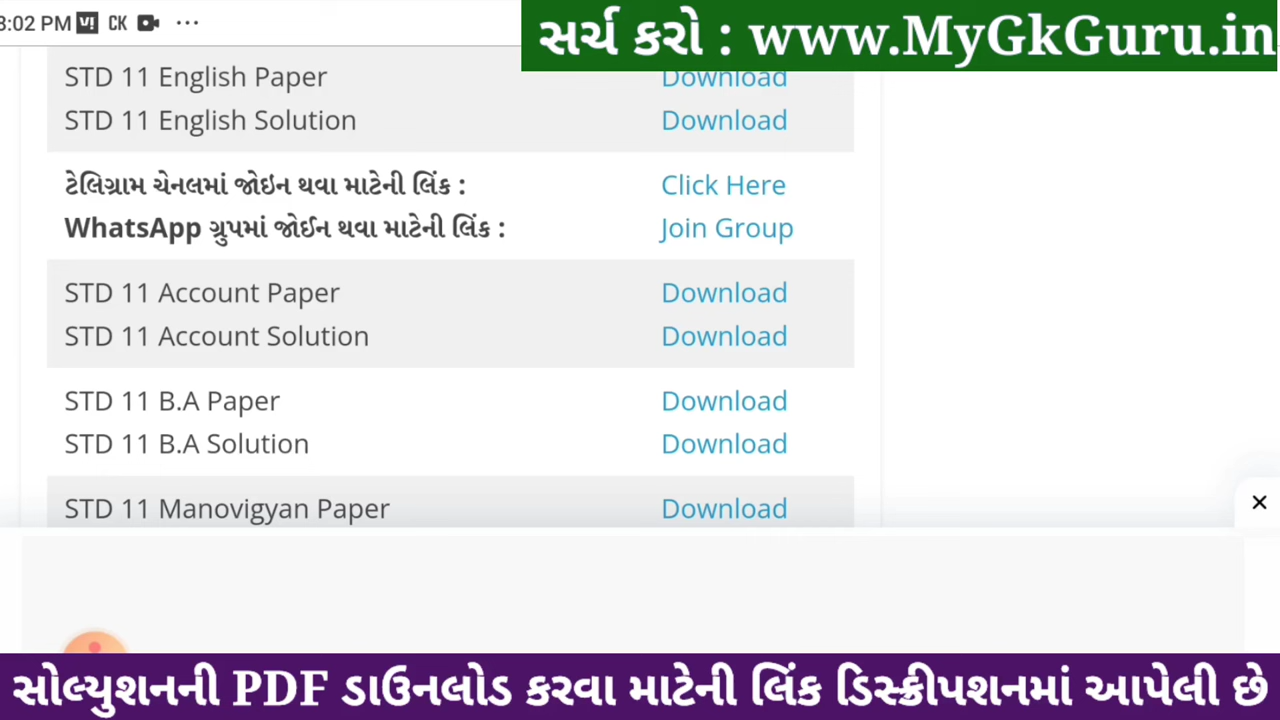 3:02 PM CK ...
સર્ચ કરો : www.MyGkGuru.in
STD 11 English Paper Download
STD 11 English Solution Download
ટેલિગ્રામ ચેનલમાં જોઇન થવા માટેની લિંક : Click Here
WhatsApp ગ્રુપમાં જોઈન થવા માટેની લિંક : Join Group
STD 11 Account Paper Download
STD 11 Account Solution Download
STD 11 B.A Paper Download
STD 11 B.A Solution Download
STD 11 Manovigyan Paper Download
સોલ્યુશનની PDF ડાઉનલોડ કરવા માટેની લિંક ડિસ્ક્રીપશનમાં આપેલી છે